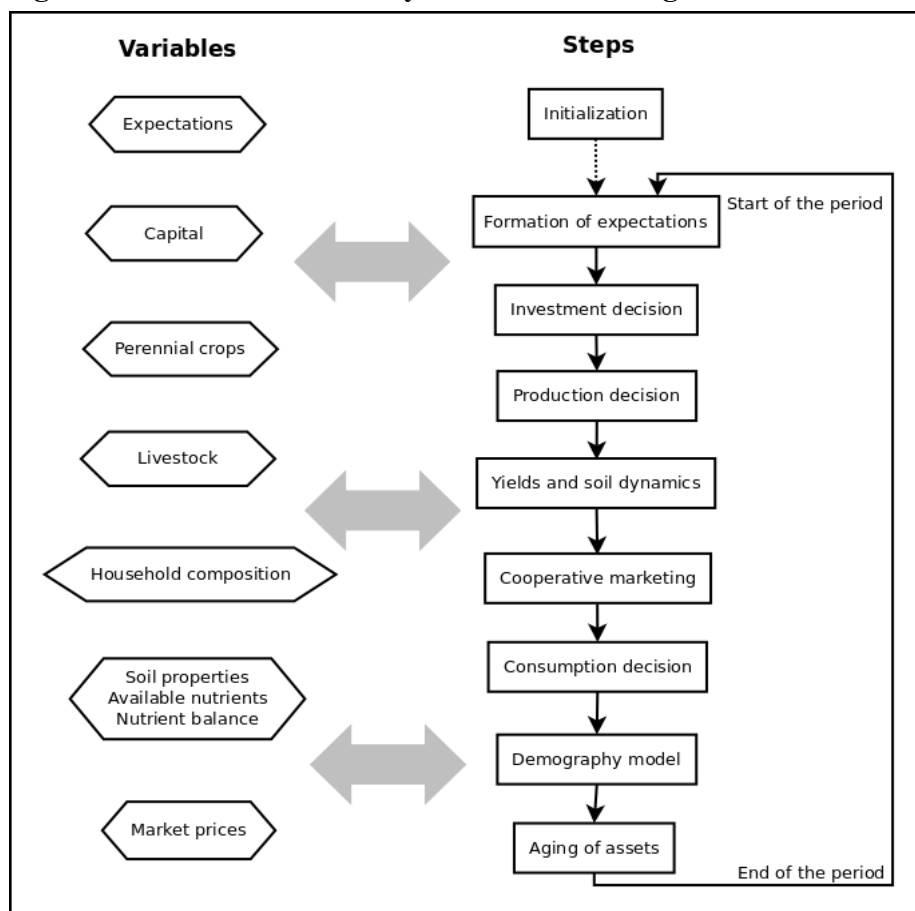 Variables
Steps
Expectations
Initialization
Capital
Formation of expectations
Start of the period
Investment decision
Perennial crops
Production decision
Livestock
Yields and soil dynamics
Household composition
Cooperative marketing
Soil properties
Available nutrients
Nutrient balance
Consumption decision
Demography model
Market prices
Aging of assets
End of the period